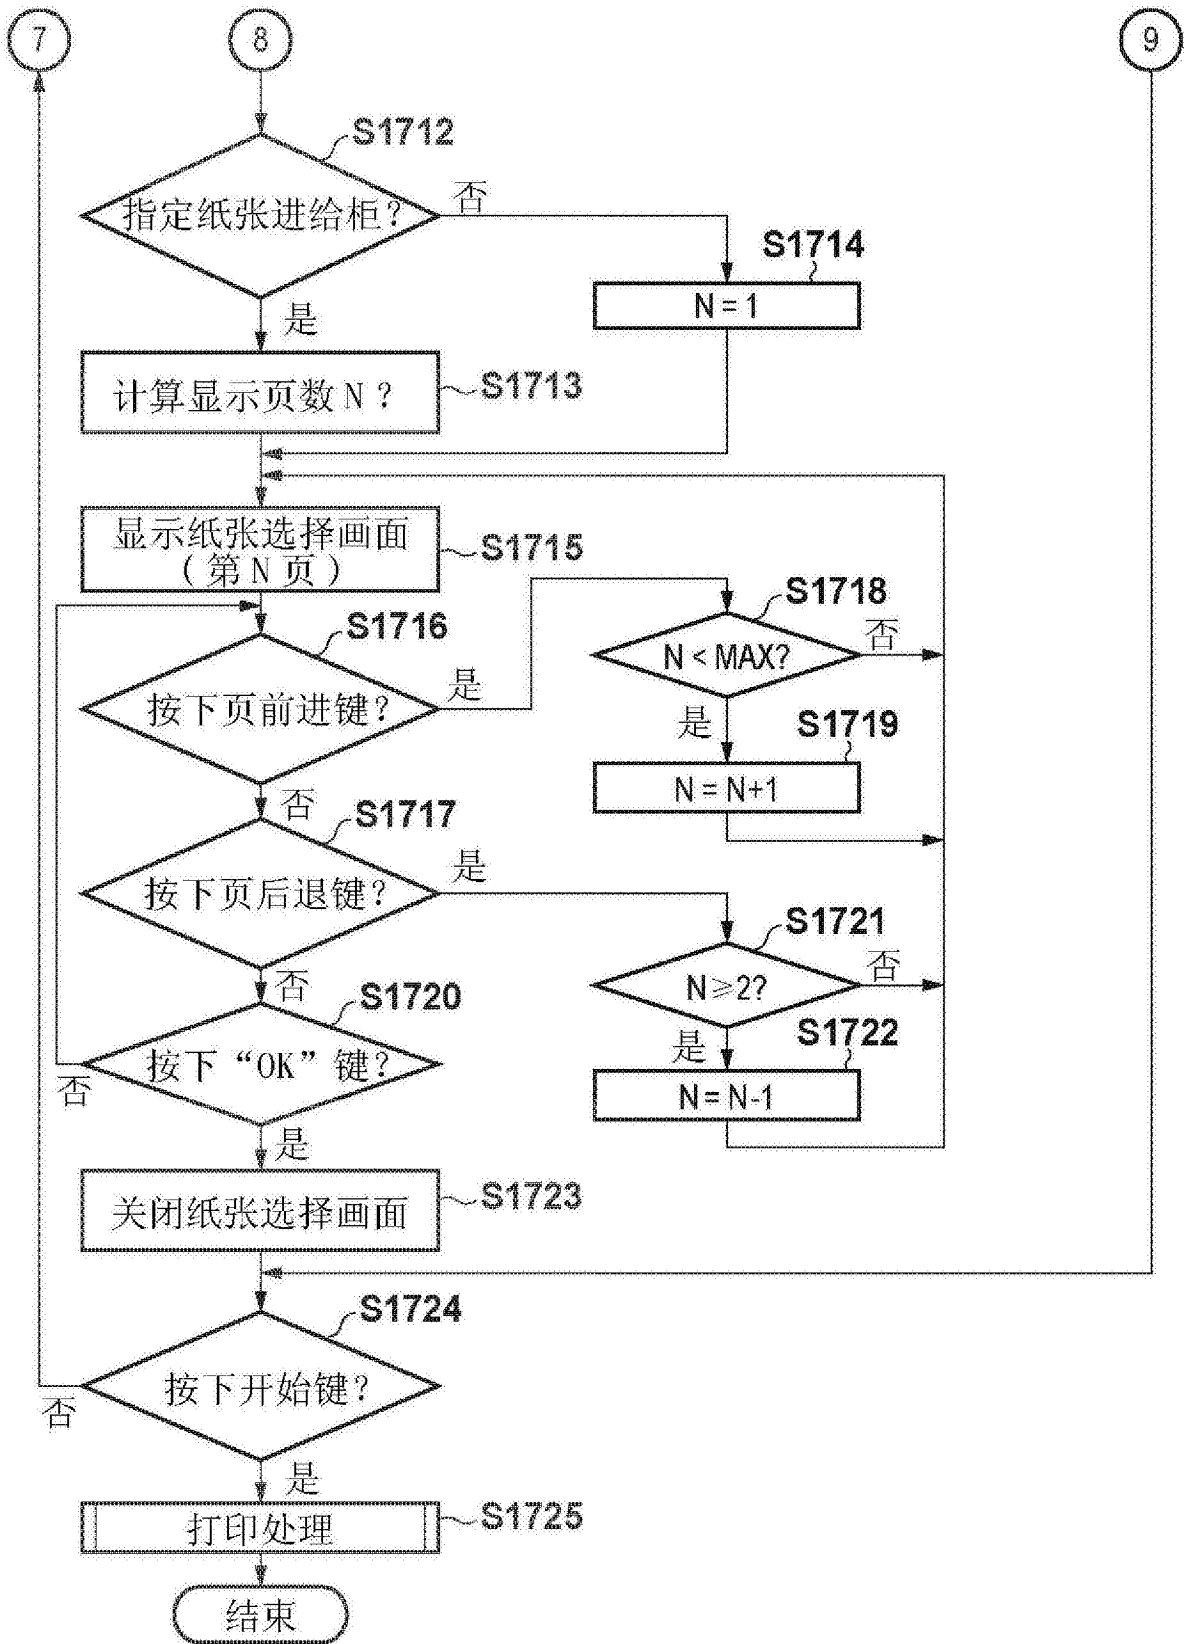 7
8
9
S1712
指定纸张进给柜?
否
S1714
N = 1
是
计算显示页数 N ?
S1713
显示纸张选择画面
( 第 N 页 )
S1715
S1716
按下页前进键?
是
S1718
N < MAX?
否
是
S1719
N = N+1
否
S1717
按下页后退键?
是
S1721
N ≥2?
否
是
S1722
N = N-1
否
S1720
按下 “OK” 键?
否
是
关闭纸张选择画面
S1723
S1724
按下开始键?
否
是
打印处理
S1725
结束